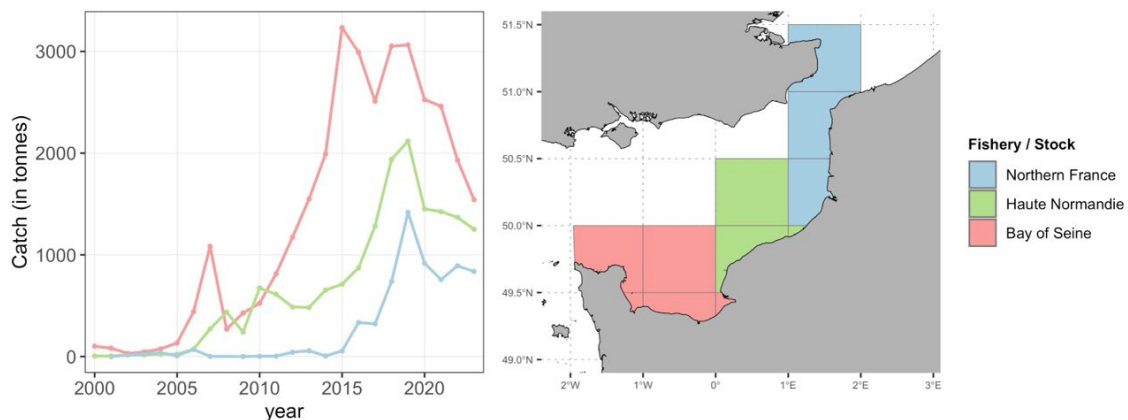 Catch (in tonnes)
3000
2000
1000
0
2000
2005
2010
2015
2020
year
51.5°N
51.0°N
50.5°N
50.0°N
49.5°N
49.0°N
2°W
1°W
0°
1°E
2°E
3°E
Fishery / Stock
Northern France
Haute Normandie
Bay of Seine